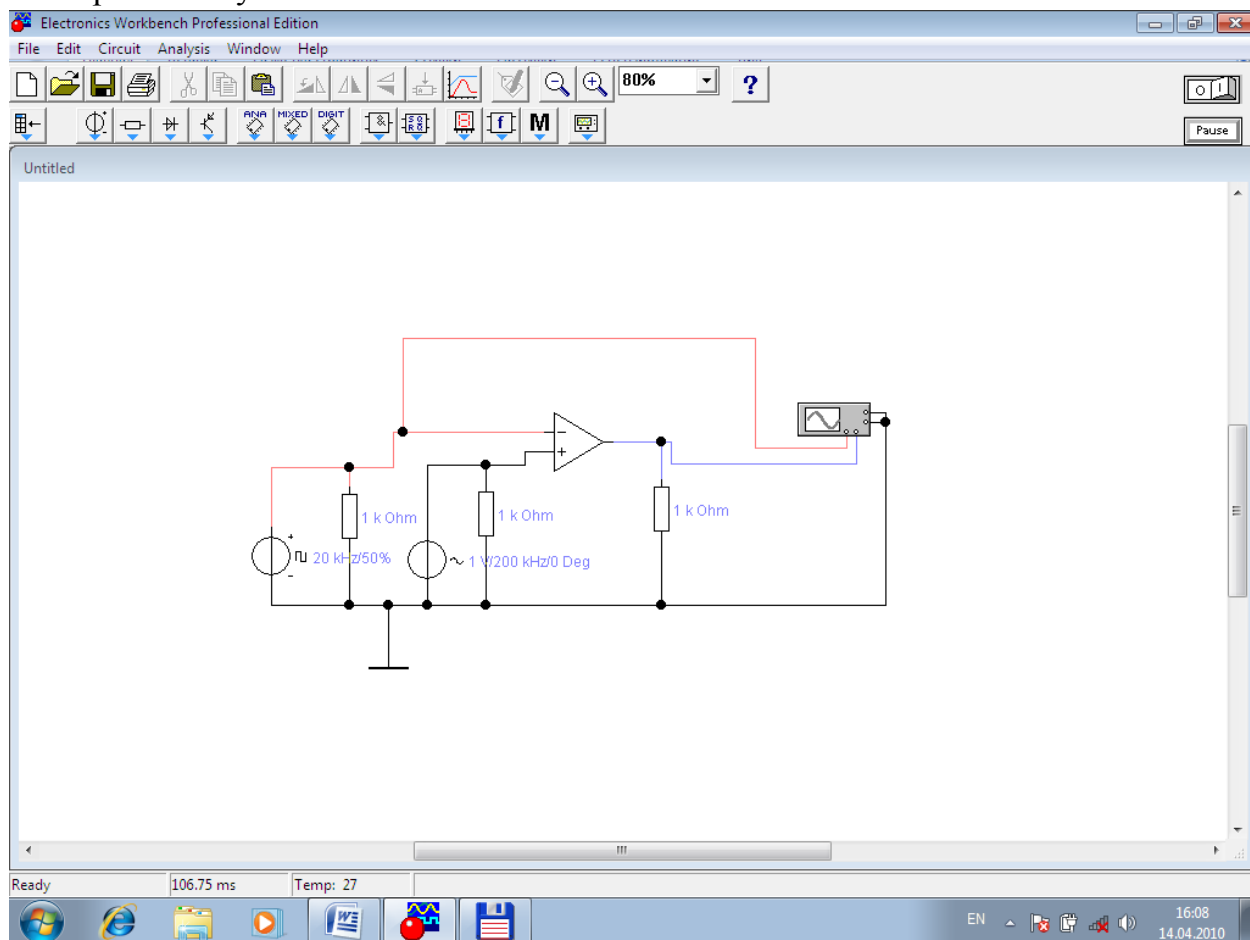 Electronics Workbench Professional Edition
File Edit Circuit Analysis Window Help
80%
?
ANA MIXED DIGIT
&
f
M
Pause
Untitled
1 k Ohm
1 k Ohm
1 k Ohm
20 kHz/50%
1 V/200 kHz/0 Deg
Ready 106.75 ms Temp: 27
EN 16:08
14.04.2010